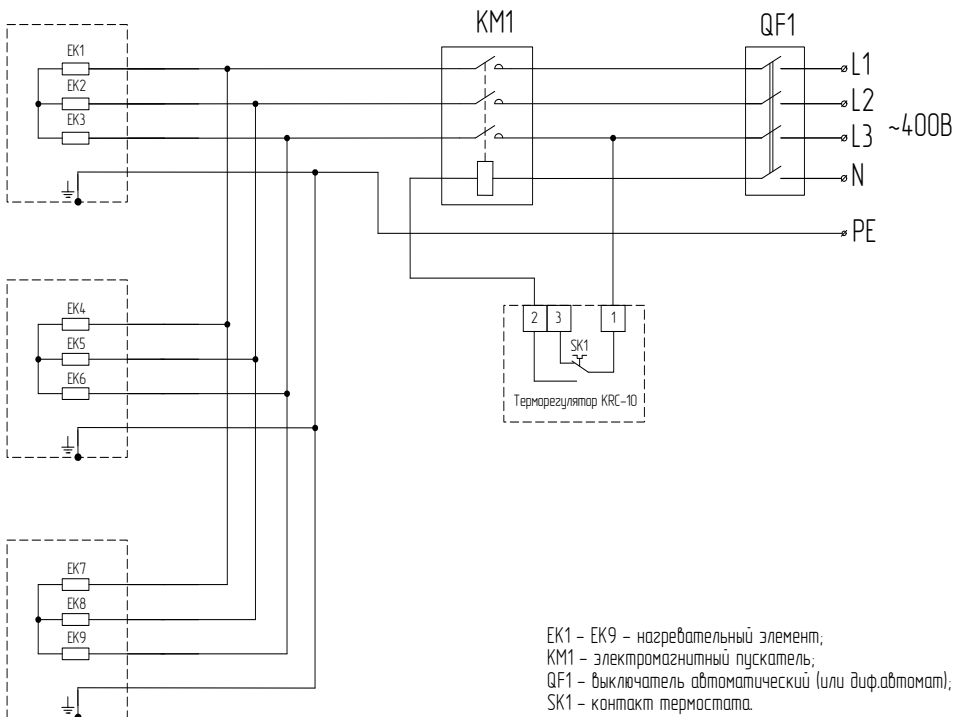 KM1
QF1
EK1
EK2
EK3
L1
L2
L3
~400В
N
PE
EK4
EK5
EK6
2 3 1
SK1
Терморегулятор KRC-10
EK7
EK8
EK9
EK1 – EK9 – нагревательный элемент;
KM1 – электромагнитный пускатель;
QF1 – выключатель автоматический (или диф.автомат);
SK1 – контакт термостата.